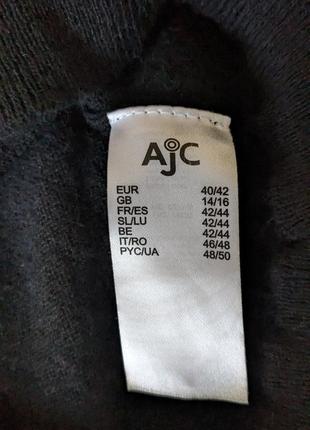 AjC
EUR 40/42
GB 14/16
FR/ES 42/44
SL/LU 42/44
BE 42/44
IT/RO 46/48
РУС/UA 48/50